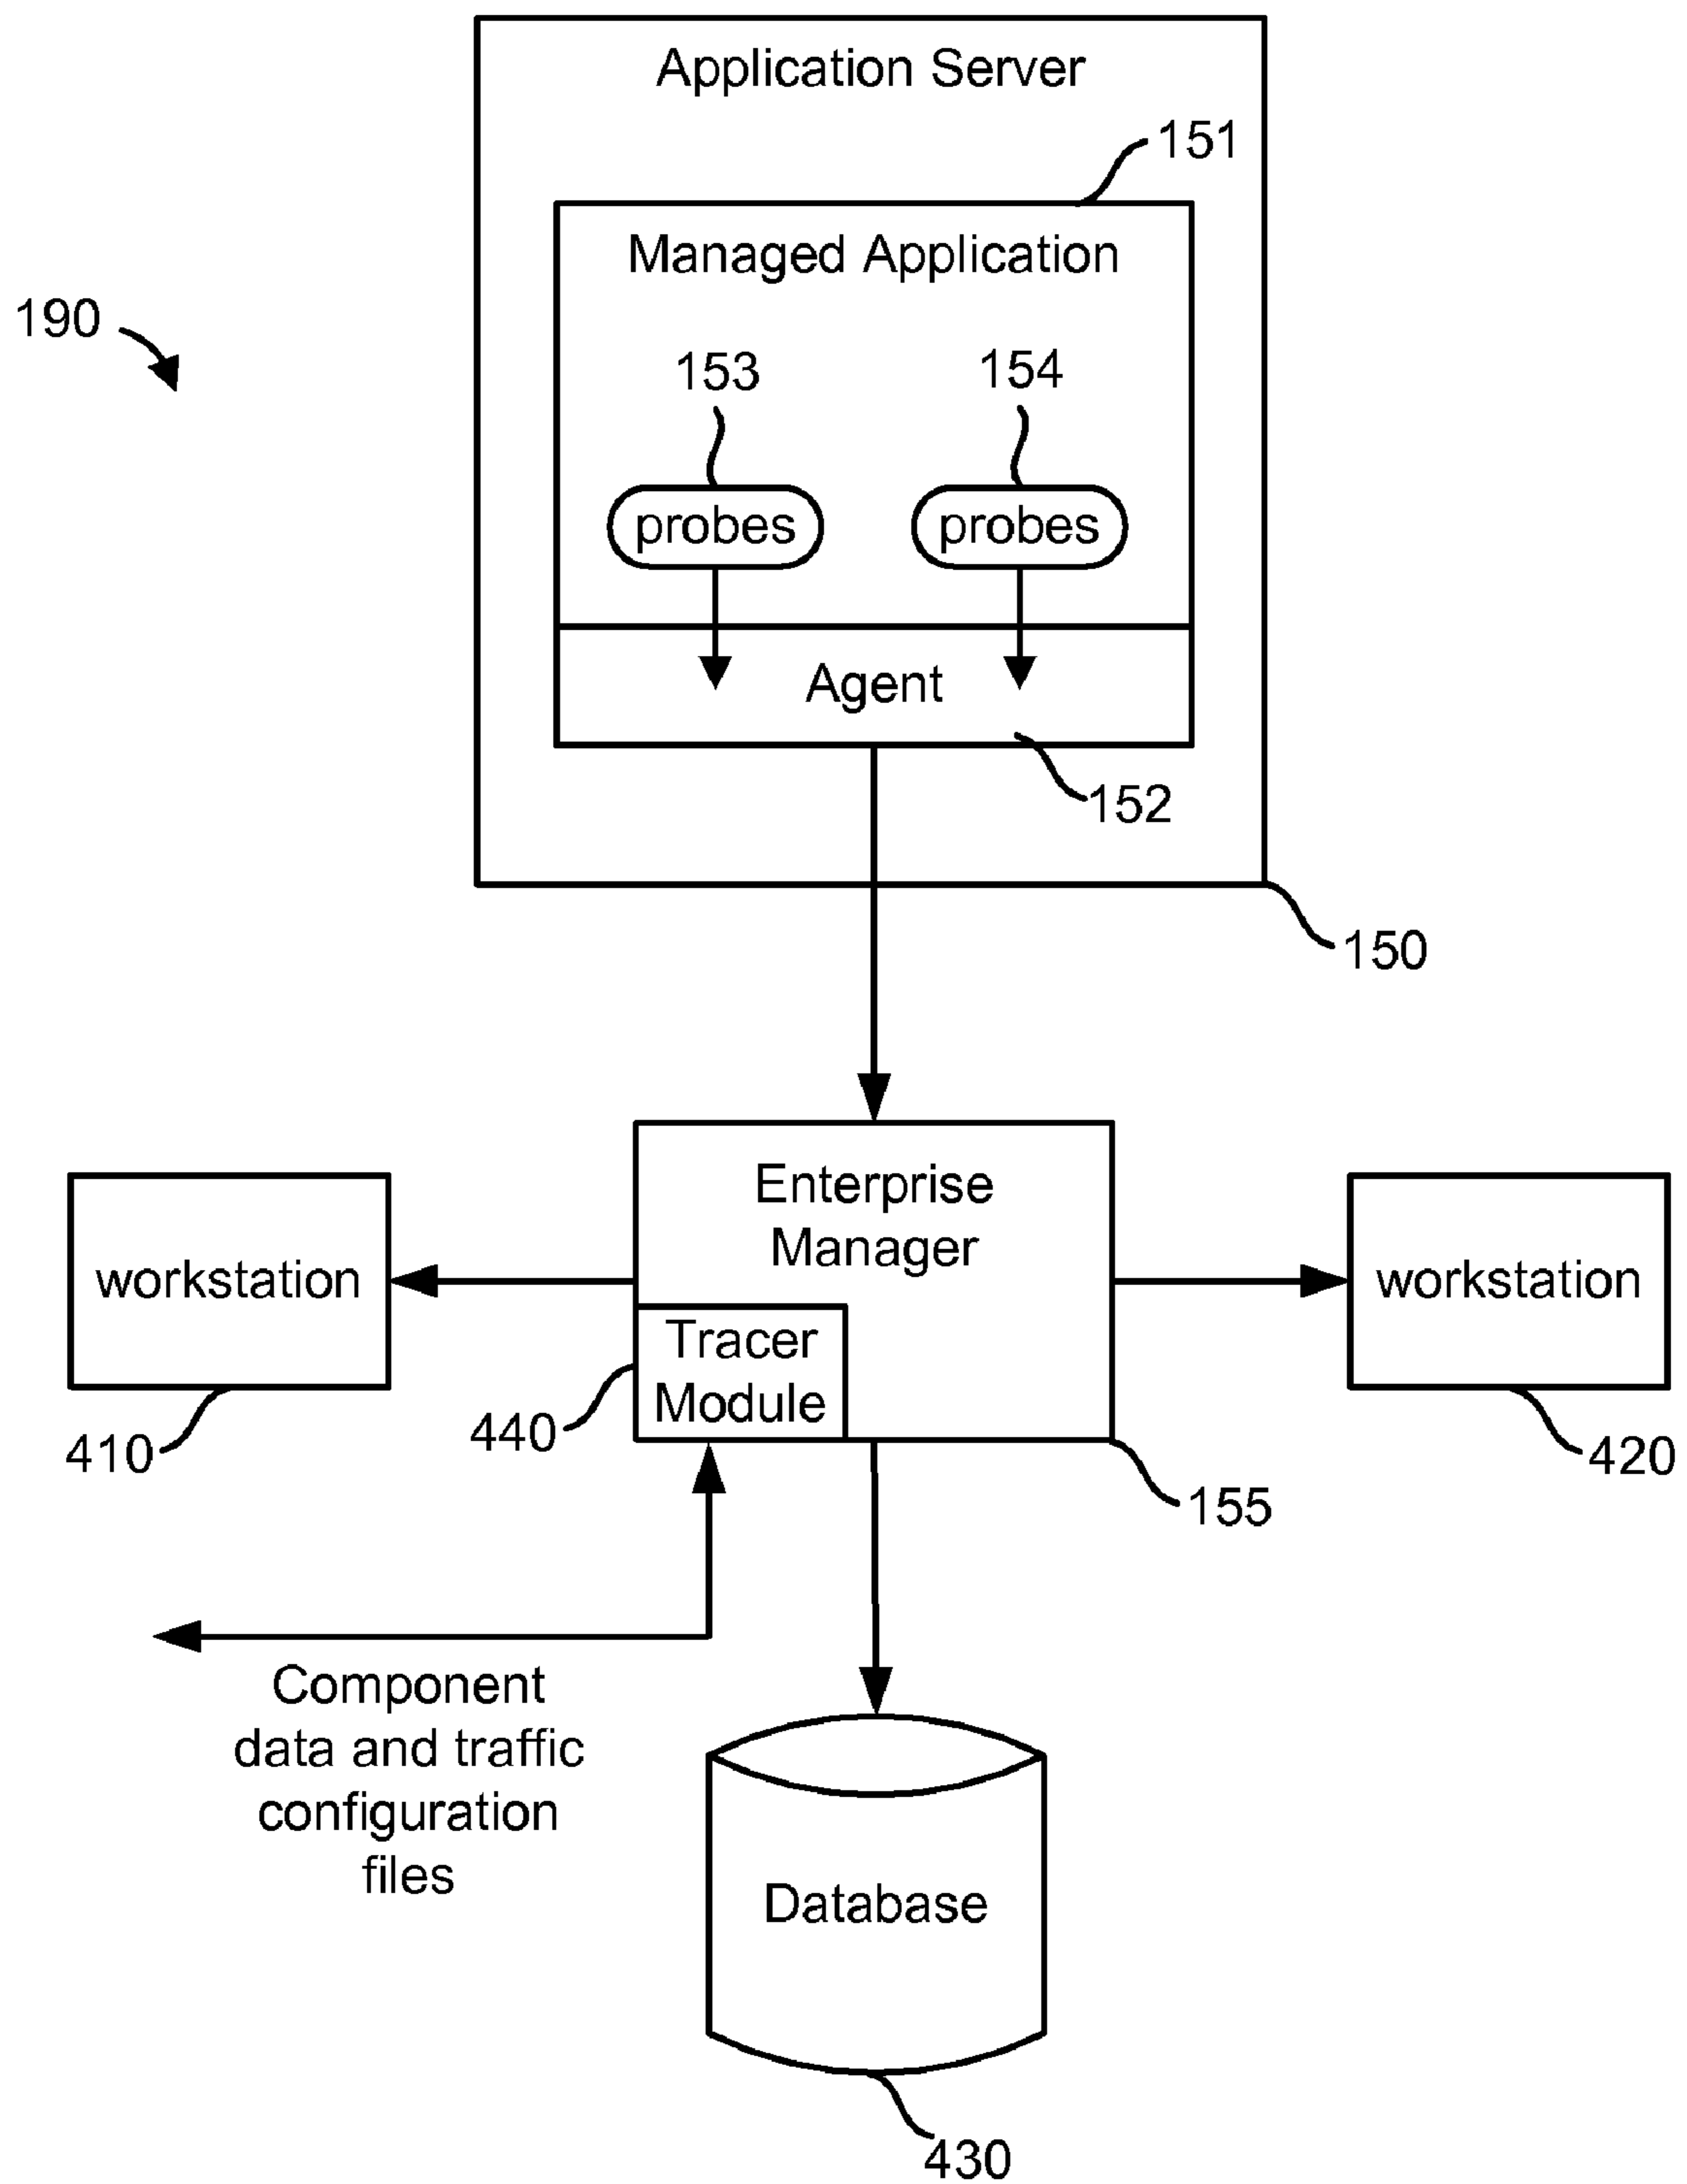 Application Server
151
Managed Application
190
153
154
probes
probes
Agent
152
150
Enterprise
Manager
workstation
workstation
Tracer
Module
440
410
420
155
Component
data and traffic
configuration
files
Database
430